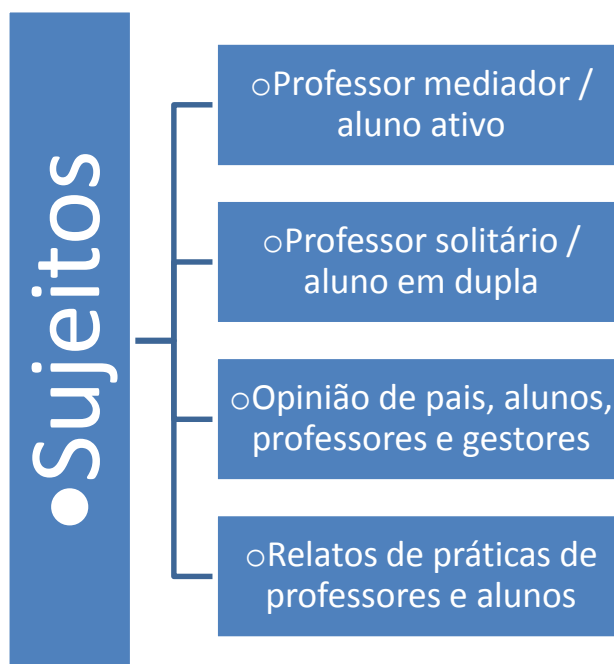 ●Sujeitos
○Professor mediador /
aluno ativo
○Professor solitário /
aluno em dupla
○Opinião de pais, alunos,
professores e gestores
○Relatos de práticas de
professores e alunos